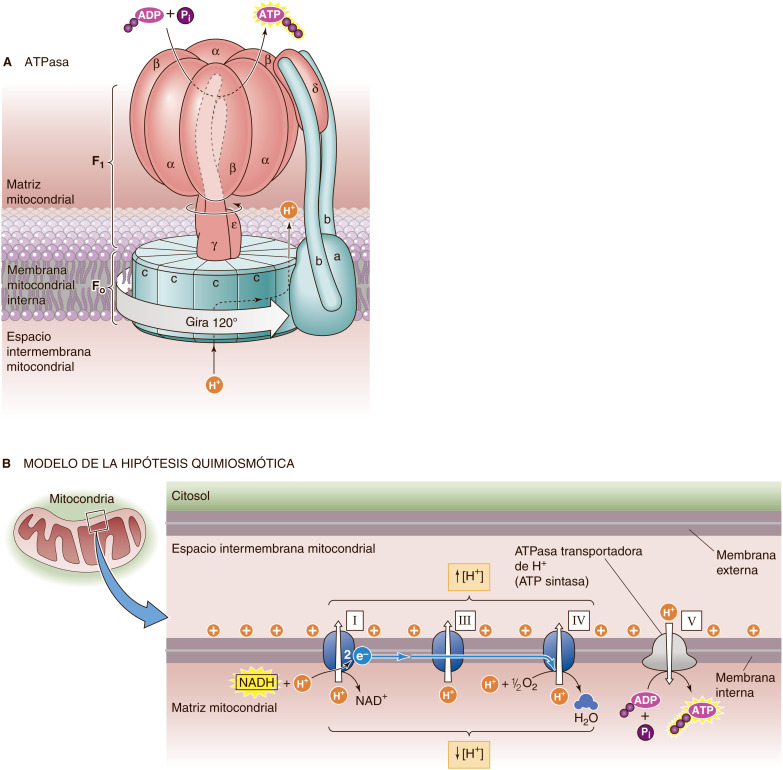 ADP + Pi
ATP
A ATPasa
α
β
β
δ
α
β
α
F1
Matriz
mitocondrial
H+
ε
b
γ
a
b
c
c
c
c
c
Membrana
mitocondrial
interna
Fo
Gira 120°
Espacio
intermembrana
mitocondrial
H+
B MODELO DE LA HIPÓTESIS QUIMIOSMÓTICA
Mitocondria
Citosol
Espacio intermembrana mitocondrial
ATPasa transportadora
de H+
(ATP sintasa)
Membrana
externa
↑[H+]
H+
I
III
IV
V
+ + + + + + + + + + +
2 e–
NADH + H+
H+
NAD+
H+
H+ + ½O2
H+
H2O
Membrana
interna
ADP
+
Pi
ATP
Matriz mitocondrial
↓[H+]